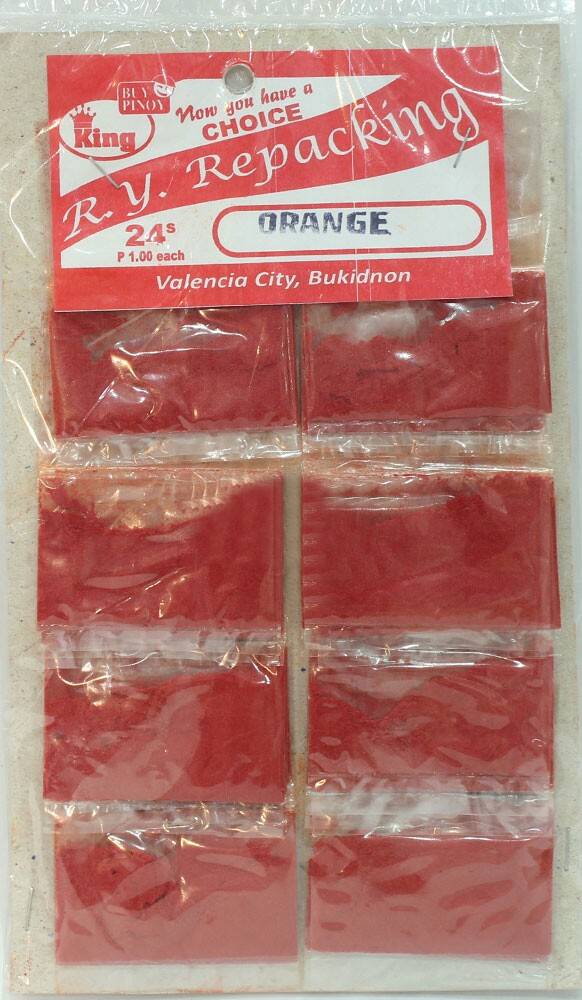 BUY
PINOY
King
Now you have a
CHOICE
R.Y. Repacking
24s
P 1.00 each
ORANGE
Valencia City, Bukidnon